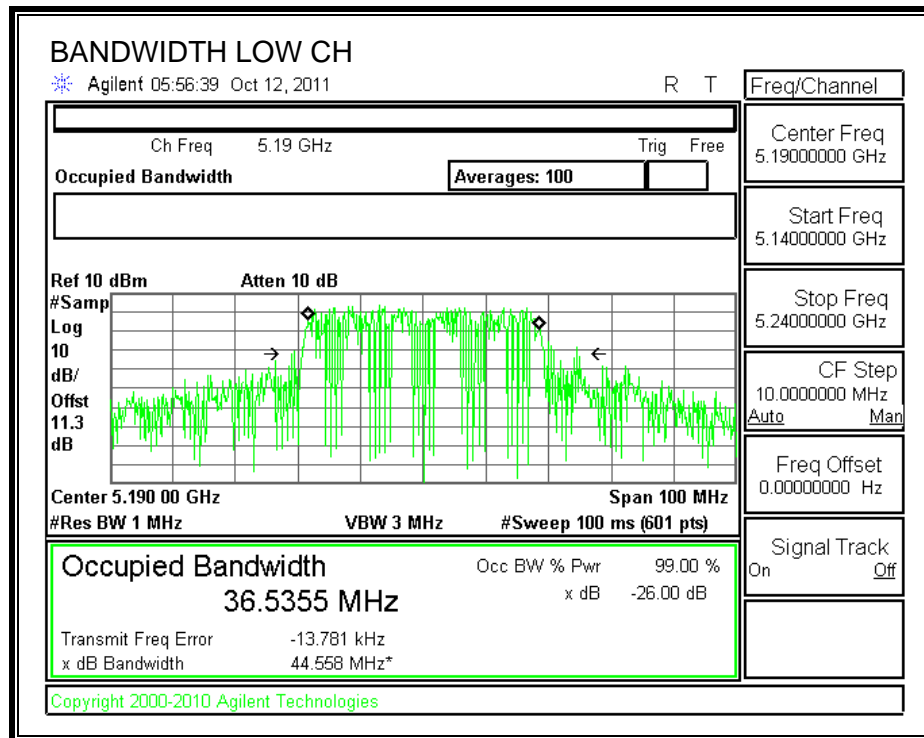 BANDWIDTH LOW CH
Agilent 05:56:39 Oct 12, 2011 R T
Freq/Channel
Ch Freq 5.19 GHz Trig Free
Occupied Bandwidth Averages: 100
Center Freq
5.19000000 GHz
Start Freq
5.14000000 GHz
Stop Freq
5.24000000 GHz
CF Step
10.0000000 MHz
Auto Man
Freq Offset
0.00000000 Hz
Signal Track
On Off
Ref 10 dBm Atten 10 dB
#Samp
Log
10
dB/
Offst
11.3
dB
Center 5.190 00 GHz Span 100 MHz
#Res BW 1 MHz VBW 3 MHz #Sweep 100 ms (601 pts)
Occupied Bandwidth Occ BW % Pwr 99.00 %
36.5355 MHz x dB -26.00 dB
Transmit Freq Error -13.781 kHz
x dB Bandwidth 44.558 MHz*
Copyright 2000-2010 Agilent Technologies